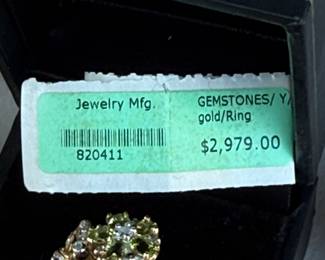 Jewelry Mfg.
820411
GEMSTONES/ Y/
gold/Ring
$2,979.00